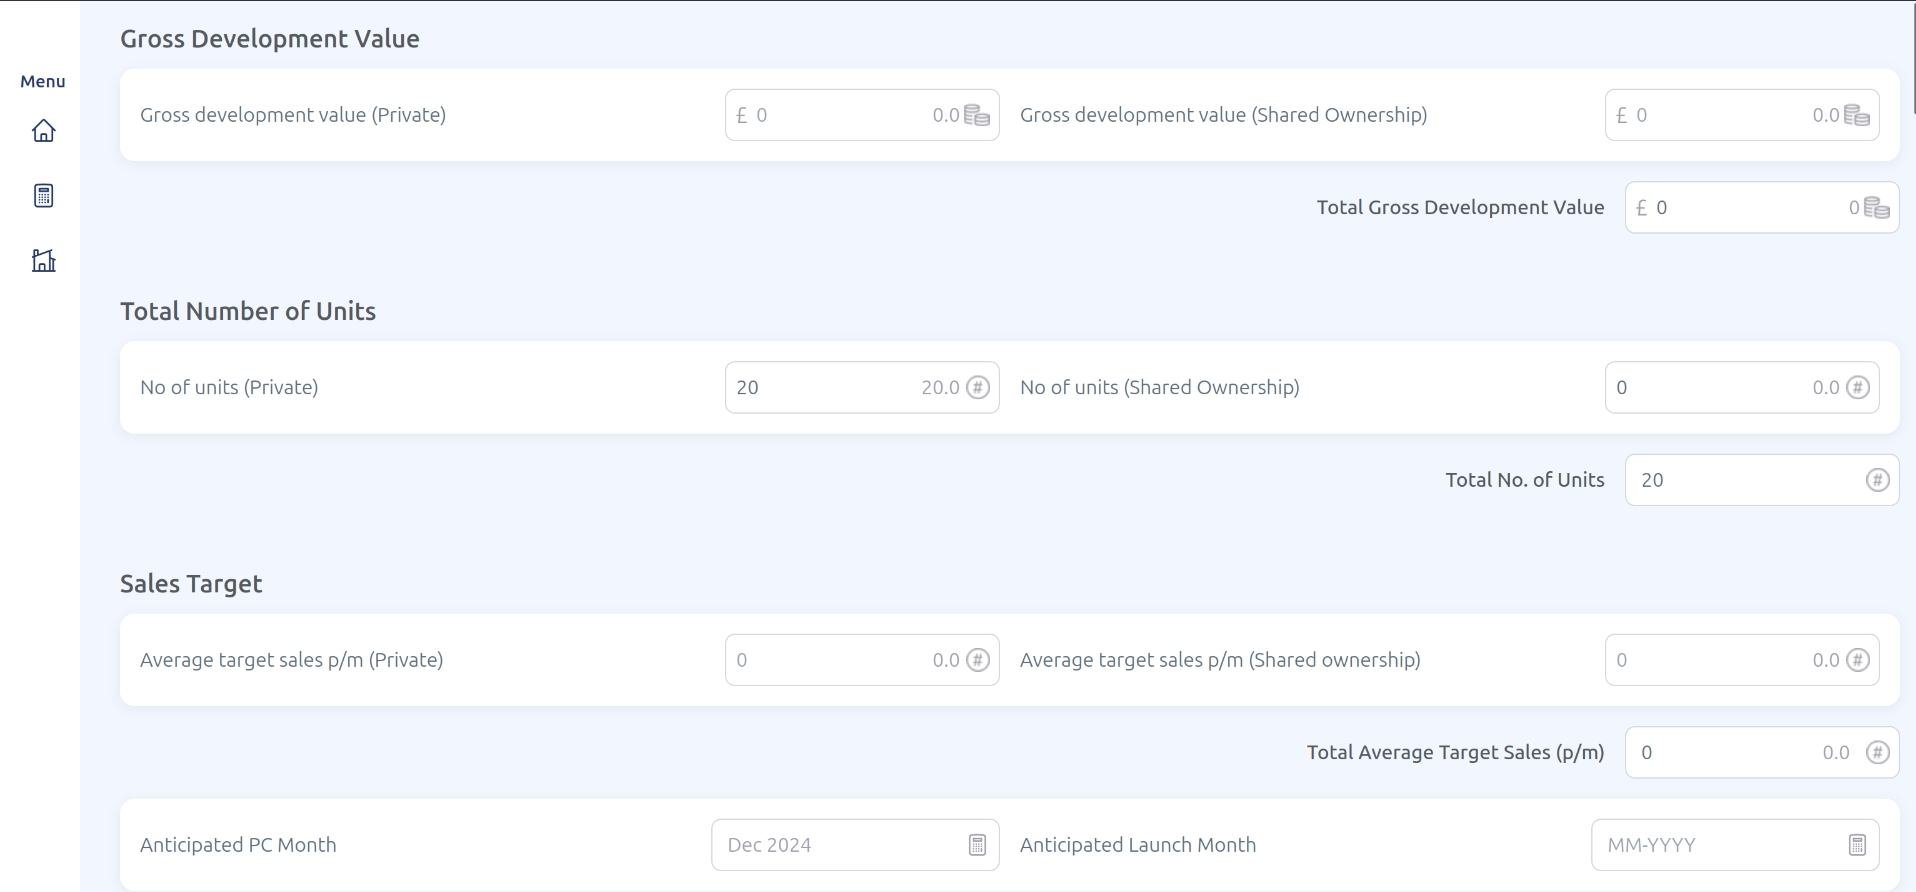 Menu
Gross Development Value
Gross development value (Private) £ 0 0.0 Gross development value (Shared Ownership) £ 0 0.0
Total Gross Development Value £ 0 0
Total Number of Units
No of units (Private) 20 20.0 # No of units (Shared Ownership) 0 0.0 #
Total No. of Units 20 #
Sales Target
Average target sales p/m (Private) 0 0.0 # Average target sales p/m (Shared ownership) 0 0.0 #
Total Average Target Sales (p/m) 0 0.0 #
Anticipated PC Month Dec 2024 Anticipated Launch Month MM-YYYY